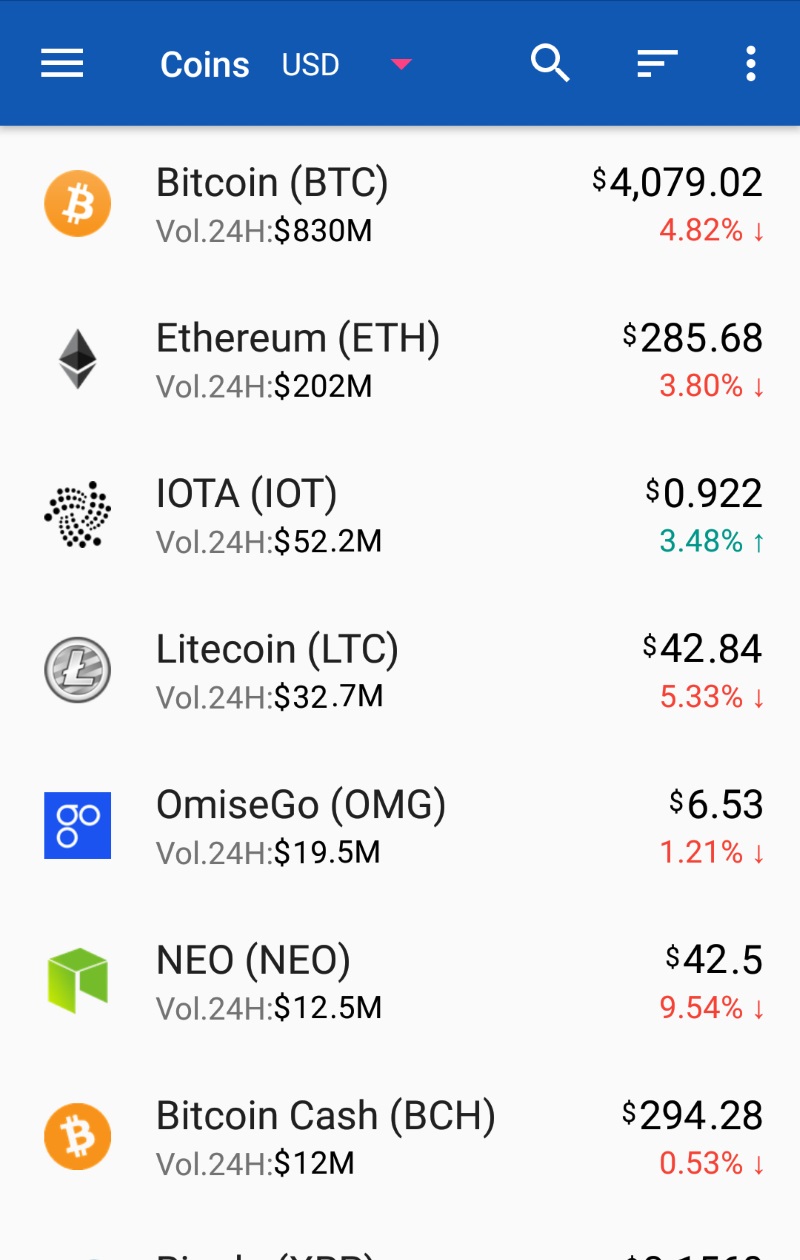 Coins USD
Bitcoin (BTC) $4,079.02
Vol.24H:$830M 4.82% ↓
Ethereum (ETH) $285.68
Vol.24H:$202M 3.80% ↓
IOTA (IOT) $0.922
Vol.24H:$52.2M 3.48% ↑
Litecoin (LTC) $42.84
Vol.24H:$32.7M 5.33% ↓
OmiseGo (OMG) $6.53
Vol.24H:$19.5M 1.21% ↓
NEO (NEO) $42.5
Vol.24H:$12.5M 9.54% ↓
Bitcoin Cash (BCH) $294.28
Vol.24H:$12M 0.53% ↓